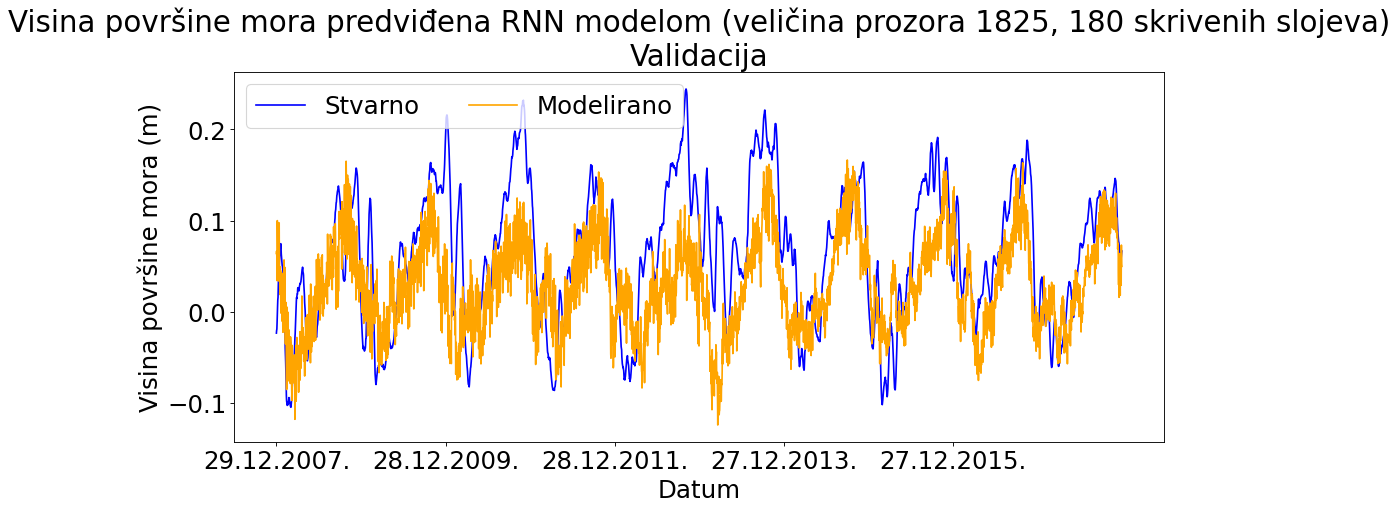 Visina površine mora predviđena RNN modelom (veličina prozora 1825, 180 skrivenih slojeva)
Validacija
Stvarno Modelirano
Visina površine mora (m)
0.2
0.1
0.0
−0.1
29.12.2007. 28.12.2009. 28.12.2011. 27.12.2013. 27.12.2015.
Datum